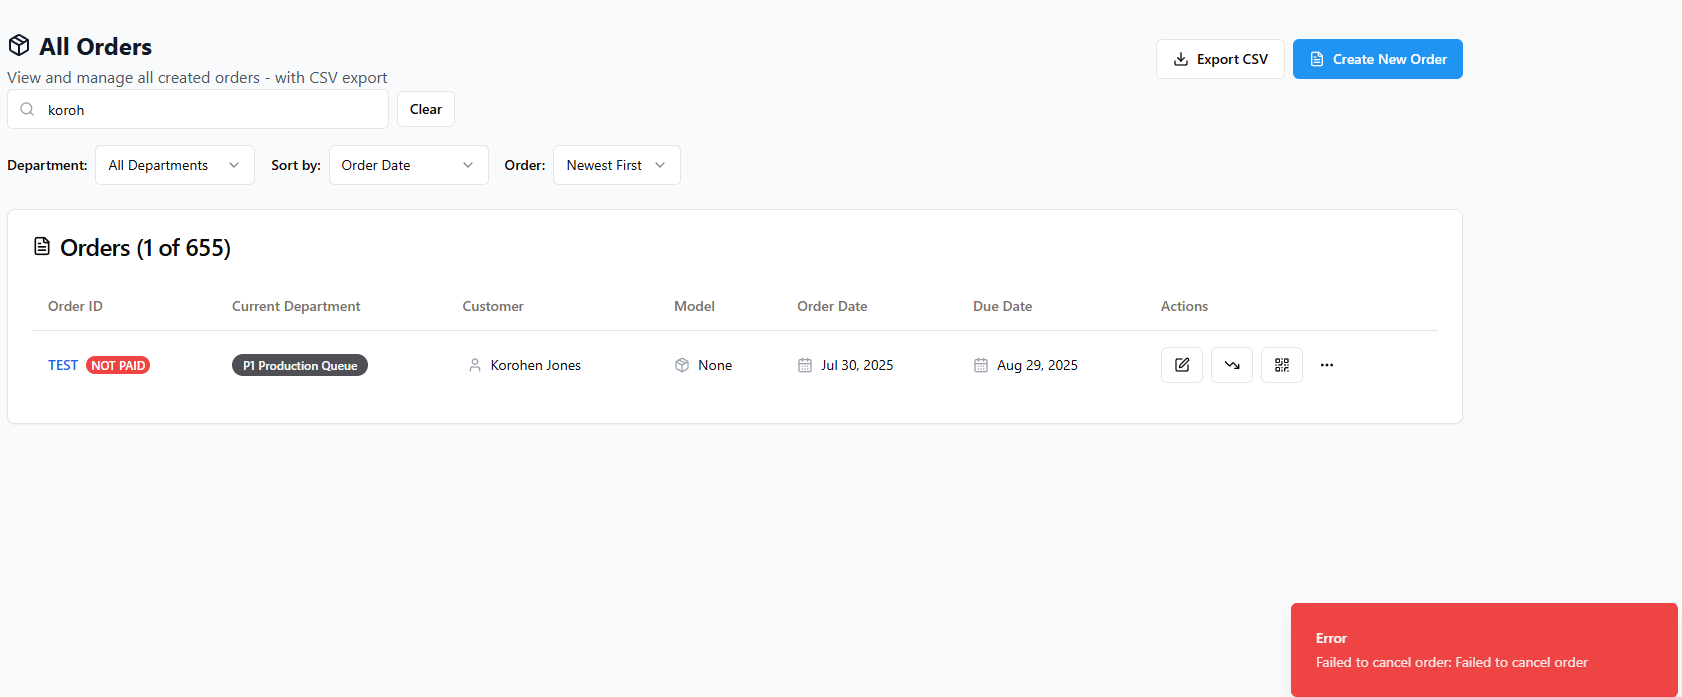 All Orders
View and manage all created orders - with CSV export
Export CSV
Create New Order
koroh
Clear
Department: All Departments Sort by: Order Date Order: Newest First
Orders (1 of 655)
Order ID Current Department Customer Model Order Date Due Date Actions
TEST NOT PAID P1 Production Queue Korohen Jones None Jul 30, 2025 Aug 29, 2025
Error
Failed to cancel order: Failed to cancel order